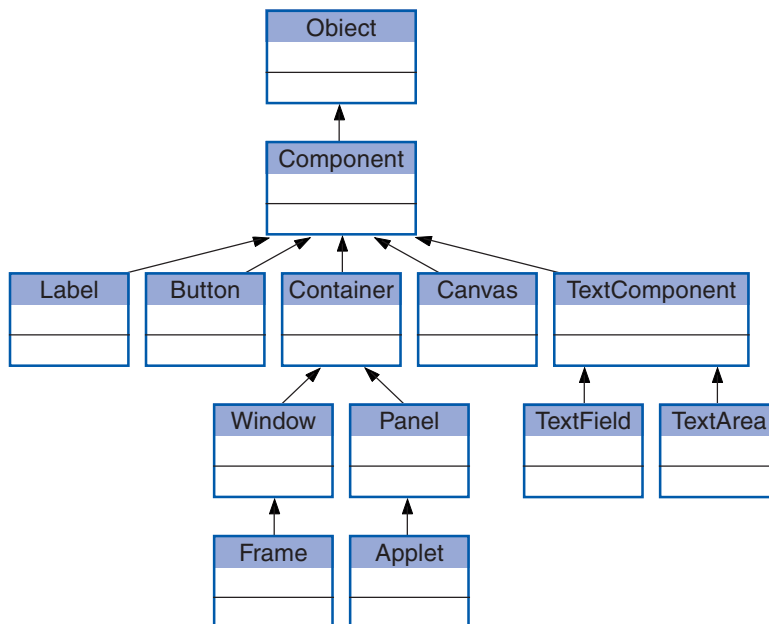 Obiect
Component
Label
Button
Container
Canvas
TextComponent
Window
Panel
TextField
TextArea
Frame
Applet